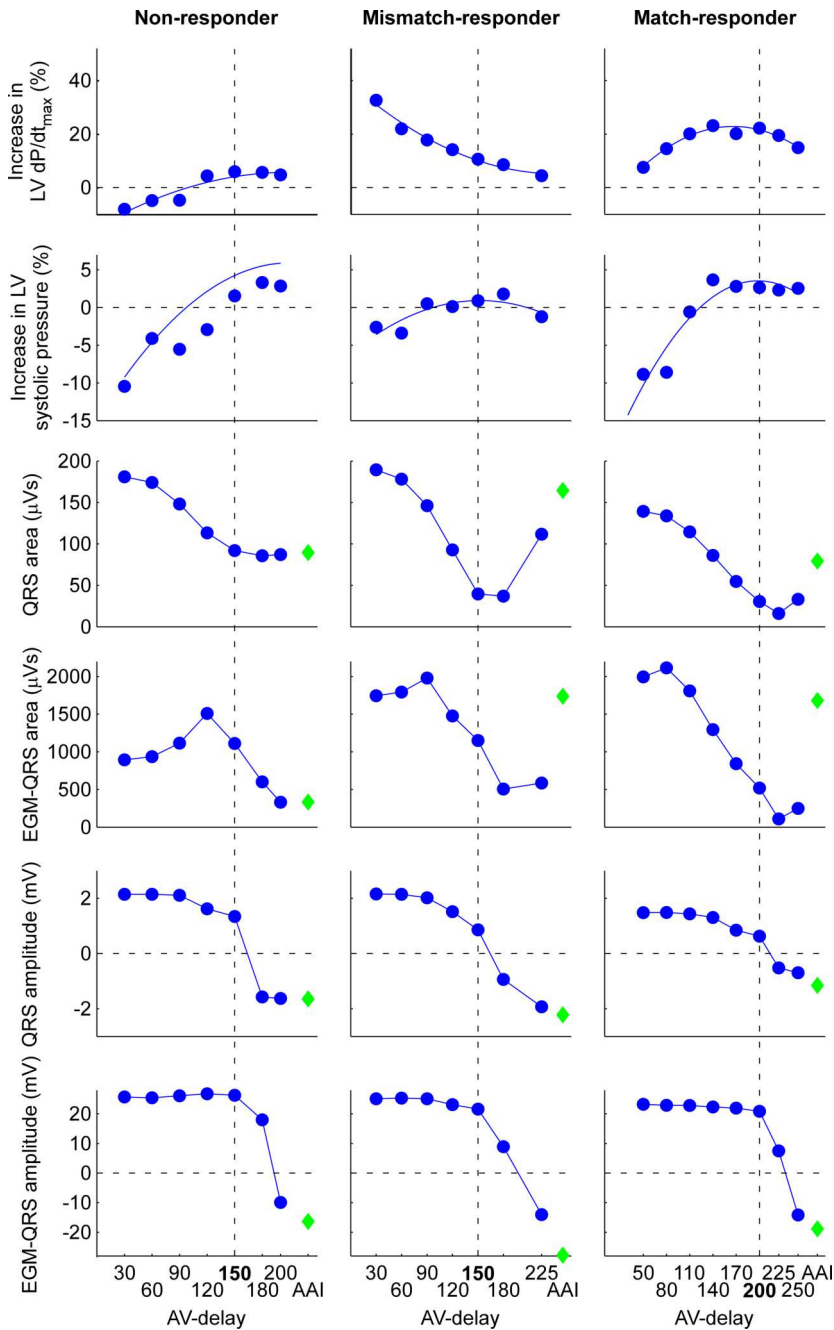 Non-responder Mismatch-responder Match-responder
Increase in
LV dP/dtmax (%)
40
20
0
Increase in LV
systolic pressure (%)
5
0
-5
-10
-15
QRS area (μVs)
200
150
100
50
0
EGM-QRS area (μVs)
2000
1500
1000
500
0
QRS amplitude (mV)
2
0
-2
EGM-QRS amplitude (mV)
20
10
0
-10
-20
30 90 150 200 30 90 150 225 50 110 170 225 AAI
60 120 180 AAI 60 120 180 AAI 80 140 200 250
AV-delay AV-delay AV-delay